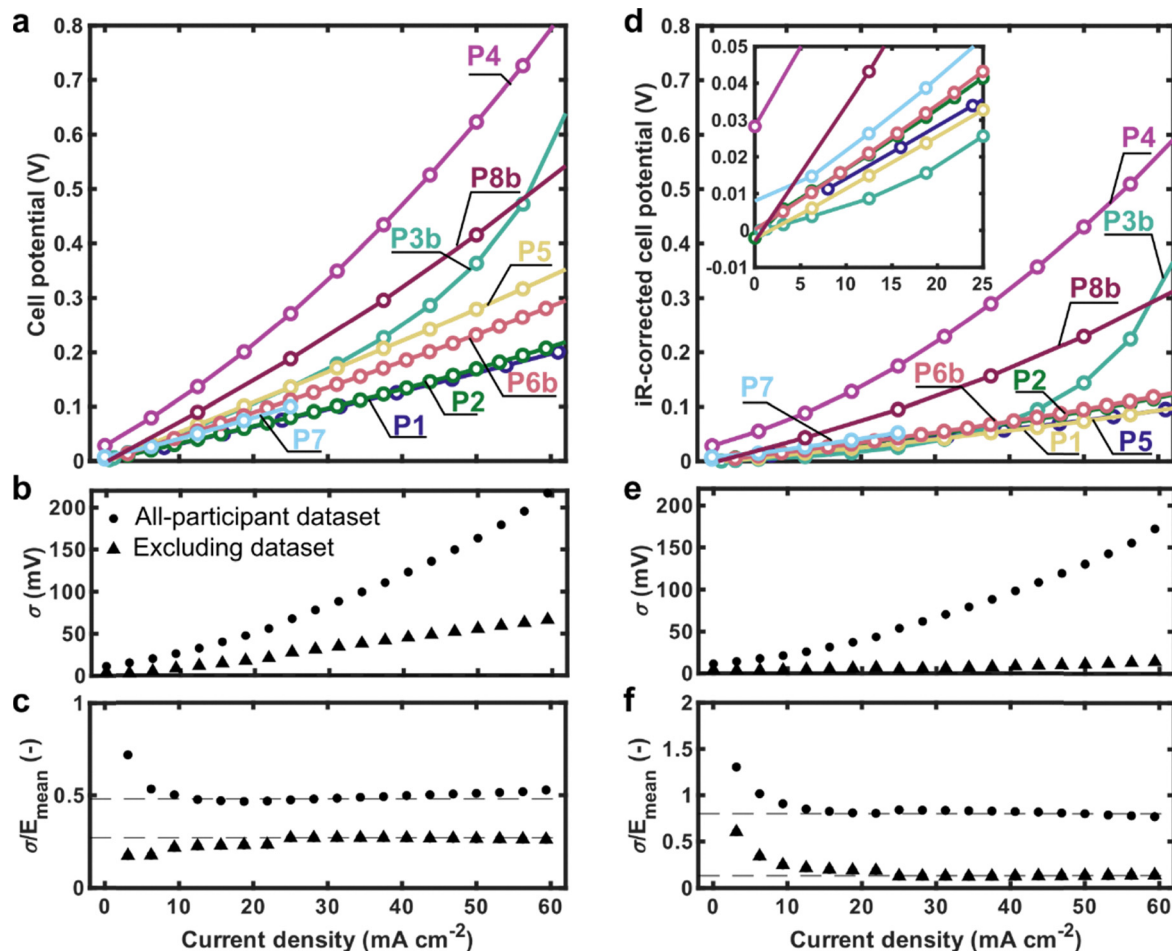 a
0.8
0.7
0.6
0.5
0.4
0.3
0.2
0.1
0
Cell potential (V)
P4
P8b
P3b
P5
P6b
P2
P1
P7
b
200
150
100
50
0
σ (mV)
All-participant dataset
Excluding dataset
c
1
0.5
0
σ/E_mean (-)
0 10 20 30 40 50 60
Current density (mA cm⁻²)
d
0.8
0.7
0.6
0.5
0.4
0.3
0.2
0.1
0
iR-corrected cell potential (V)
0.05
0.04
0.03
0.02
0.01
0
-0.01
0 5 10 15 20 25
P4
P3b
P8b
P6b
P2
P7
P1
P5
e
200
150
100
50
0
σ (mV)
f
2
1.5
1
0.5
0
σ/E_mean (-)
0 10 20 30 40 50 60
Current density (mA cm⁻²)